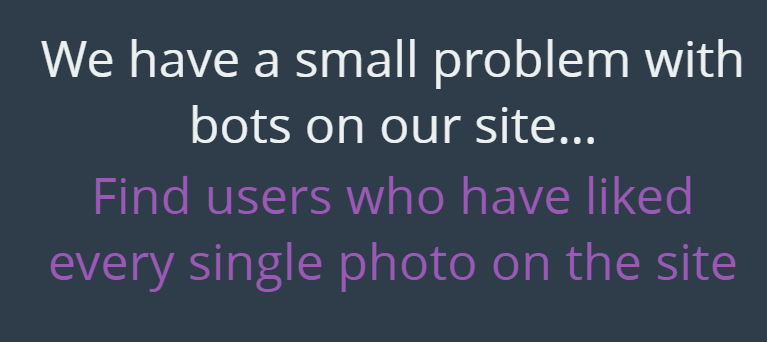 We have a small problem with
bots on our site...
Find users who have liked
every single photo on the site